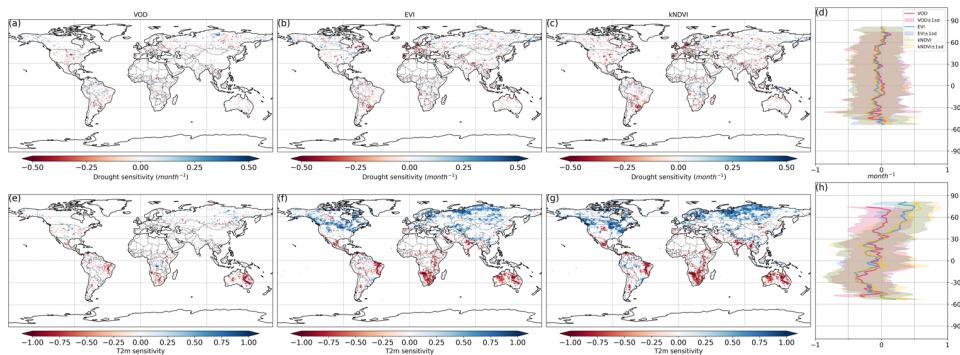 VOD
EVI
kNDVI
(a)
(b)
(c)
(d)
VOD
VOD±1sd
EVI
EVI±1sd
kNDVI
kNDVI±1sd
90
60
30
0
-30
-60
-90
−0.50 −0.25 0.00 0.25 0.50
Drought sensitivity (month⁻¹)
−0.50 −0.25 0.00 0.25 0.50
Drought sensitivity (month⁻¹)
−0.50 −0.25 0.00 0.25 0.50
Drought sensitivity (month⁻¹)
−1 0 1
month⁻¹
(e)
(f)
(g)
(h)
90
60
30
0
-30
-60
-90
−1.00 −0.75 −0.50 −0.25 0.00 0.25 0.50 0.75 1.00
T2m sensitivity
−1.00 −0.75 −0.50 −0.25 0.00 0.25 0.50 0.75 1.00
T2m sensitivity
−1.00 −0.75 −0.50 −0.25 0.00 0.25 0.50 0.75 1.00
T2m sensitivity
−1 0 1